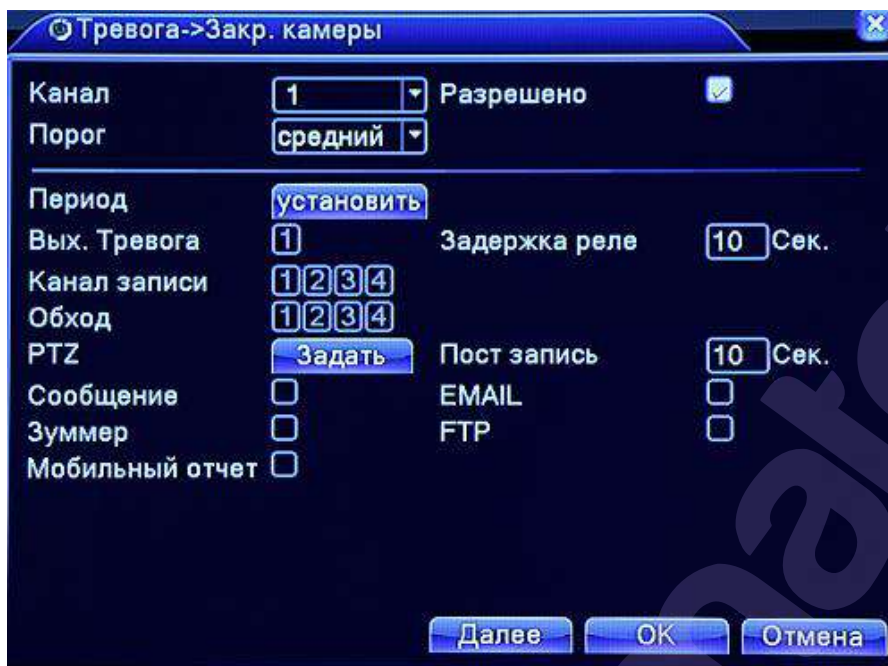 Тревога->Закр. камеры
Канал 1 Разрешено
Порог средний
Период установить
Вых. Тревога 1 Задержка реле 10 Сек.
Канал записи 1 2 3 4
Обход 1 2 3 4
PTZ Задать Пост запись 10 Сек.
Сообщение EMAIL
Зуммер FTP
Мобильный отчет
Далее OK Отмена